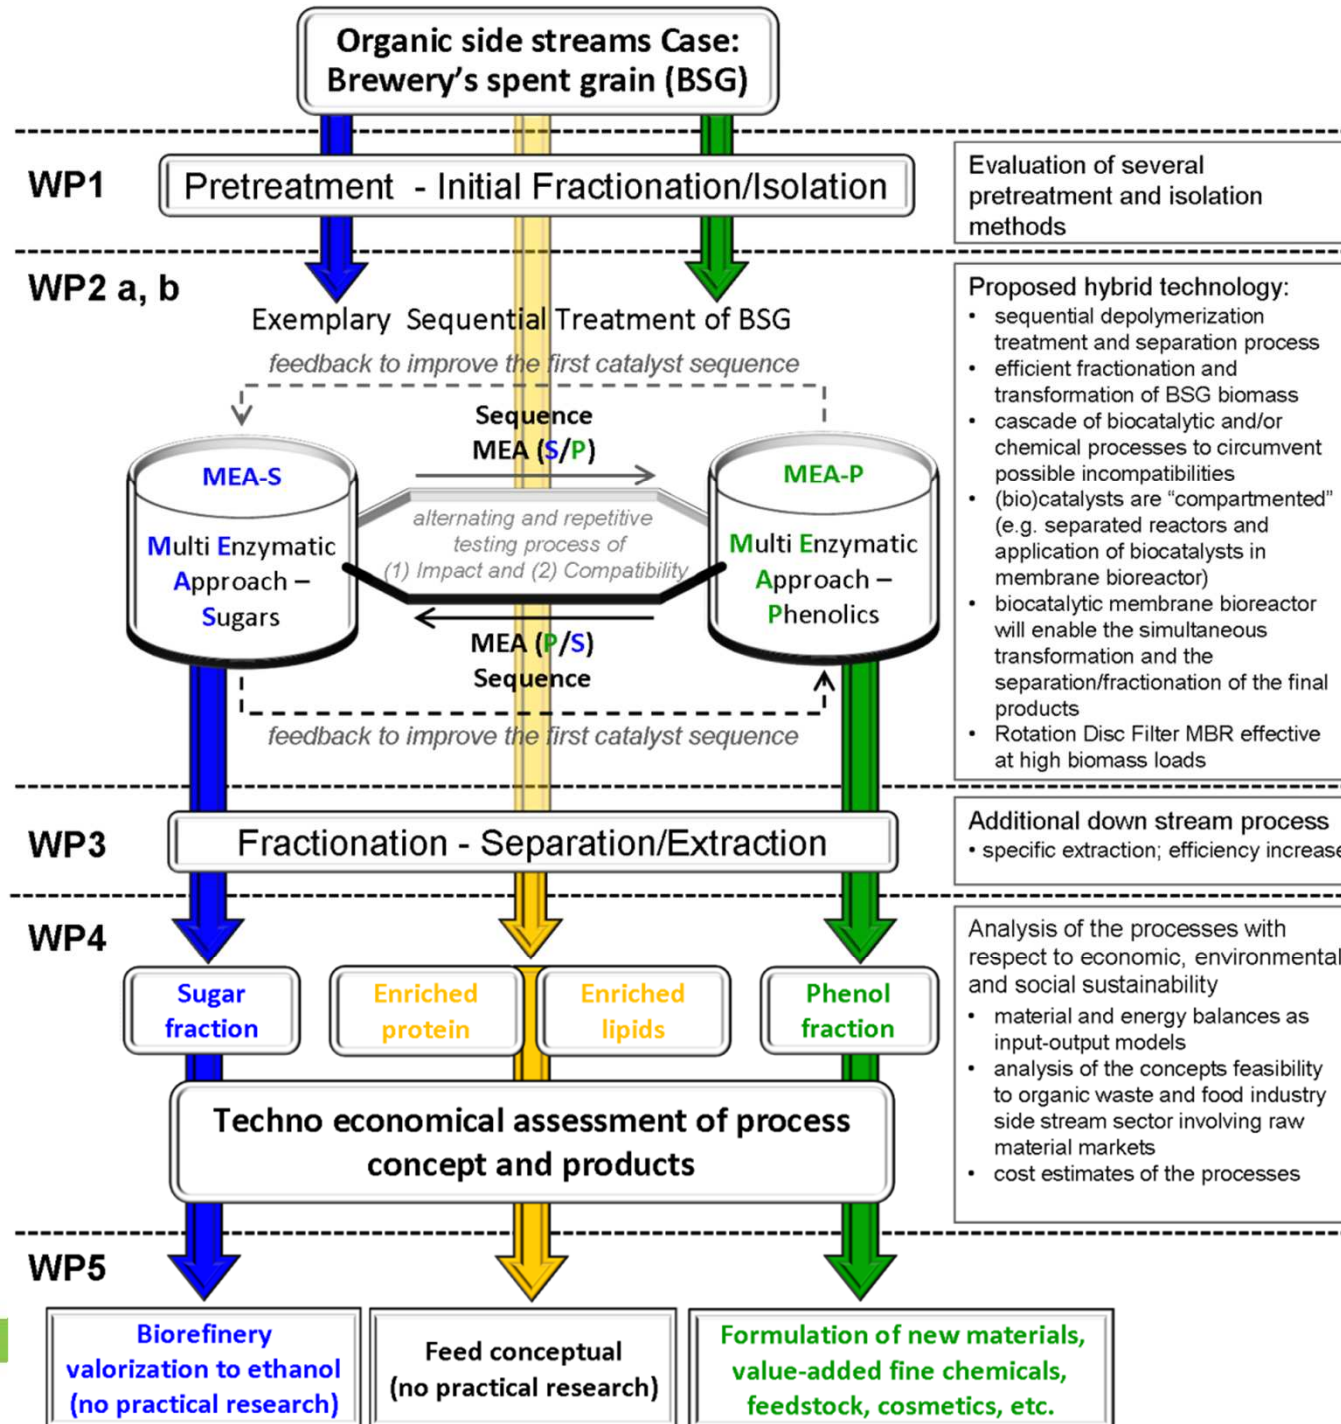 Organic side streams Case:
Brewery's spent grain (BSG)
WP1
Pretreatment - Initial Fractionation/Isolation
Evaluation of several
pretreatment and isolation
methods
WP2 a, b
Exemplary Sequential Treatment of BSG
feedback to improve the first catalyst sequence
Sequence
MEA (S/P)
MEA-S
Multi Enzymatic
Approach –
Sugars
alternating and repetitive
testing process of
(1) Impact and (2) Compatibility
MEA-P
Multi Enzymatic
Approach –
Phenolics
MEA (P/S)
Sequence
feedback to improve the first catalyst sequence
Proposed hybrid technology:
• sequential depolymerization
treatment and separation process
• efficient fractionation and
transformation of BSG biomass
• cascade of biocatalytic and/or
chemical processes to circumvent
possible incompatibilities
• (bio)catalysts are “compartmented”
(e.g. separated reactors and
application of biocatalysts in
membrane bioreactor)
• biocatalytic membrane bioreactor
will enable the simultaneous
transformation and the
separation/fractionation of the final
products
• Rotation Disc Filter MBR effective
at high biomass loads
WP3
Fractionation - Separation/Extraction
Additional down stream process
• specific extraction; efficiency increase
WP4
Sugar
fraction
Enriched
protein
Enriched
lipids
Phenol
fraction
Techno economical assessment of process
concept and products
Analysis of the processes with
respect to economic, environmental
and social sustainability
• material and energy balances as
input-output models
• analysis of the concepts feasibility
to organic waste and food industry
side stream sector involving raw
material markets
• cost estimates of the processes
WP5
Biorefinery
valorization to ethanol
(no practical research)
Feed conceptual
(no practical research)
Formulation of new materials,
value-added fine chemicals,
feedstock, cosmetics, etc.